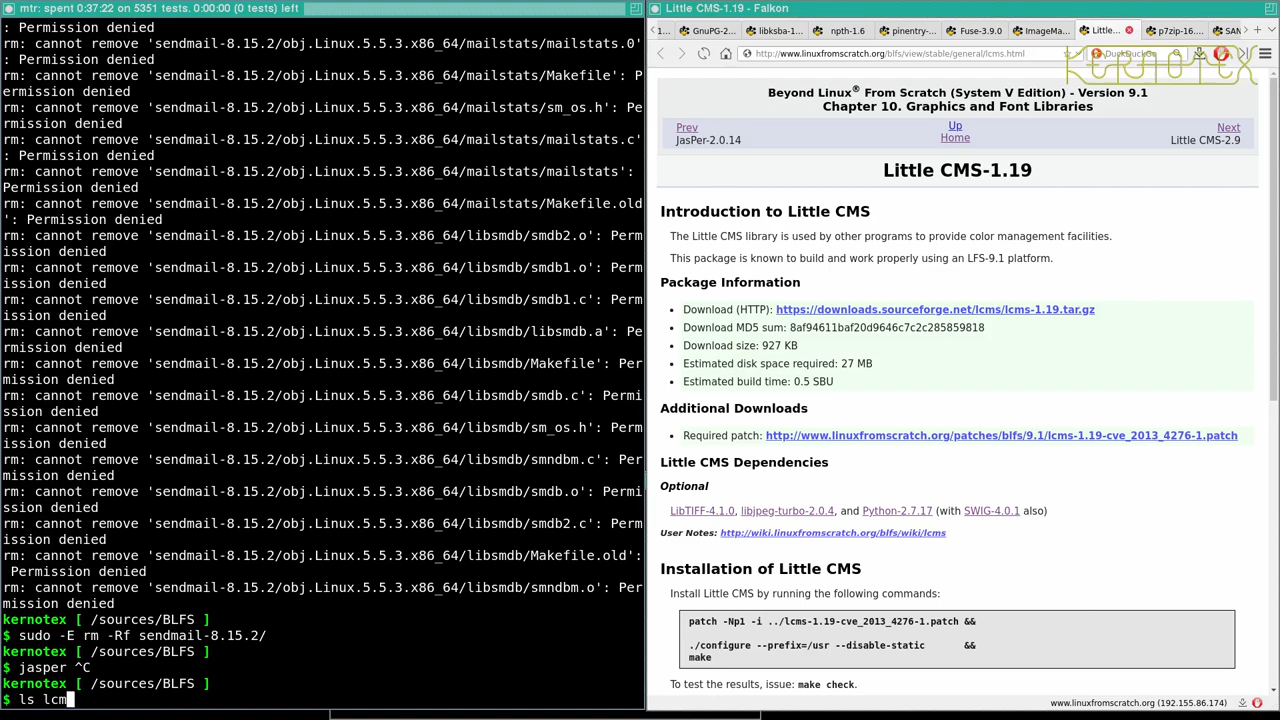 mtr: spent 0:37:22 on 5351 tests. 0:00:00 (0 tests) left
: Permission denied
rm: cannot remove 'sendmail-8.15.2/obj.Linux.5.5.3.x86_64/mailstats/mailstats.0'
: Permission denied
rm: cannot remove 'sendmail-8.15.2/obj.Linux.5.5.3.x86_64/mailstats/Makefile': P
ermission denied
rm: cannot remove 'sendmail-8.15.2/obj.Linux.5.5.3.x86_64/mailstats/sm_os.h': Pe
rmission denied
rm: cannot remove 'sendmail-8.15.2/obj.Linux.5.5.3.x86_64/mailstats/mailstats.c'
: Permission denied
rm: cannot remove 'sendmail-8.15.2/obj.Linux.5.5.3.x86_64/mailstats/mailstats':
Permission denied
rm: cannot remove 'sendmail-8.15.2/obj.Linux.5.5.3.x86_64/mailstats/Makefile.old
': Permission denied
rm: cannot remove 'sendmail-8.15.2/obj.Linux.5.5.3.x86_64/libsmdb/smdb2.o': Perm
ission denied
rm: cannot remove 'sendmail-8.15.2/obj.Linux.5.5.3.x86_64/libsmdb/smdb1.o': Perm
ission denied
rm: cannot remove 'sendmail-8.15.2/obj.Linux.5.5.3.x86_64/libsmdb/smdb1.c': Perm
ission denied
rm: cannot remove 'sendmail-8.15.2/obj.Linux.5.5.3.x86_64/libsmdb/libsmdb.a': Pe
rmission denied
rm: cannot remove 'sendmail-8.15.2/obj.Linux.5.5.3.x86_64/libsmdb/Makefile': Per
mission denied
rm: cannot remove 'sendmail-8.15.2/obj.Linux.5.5.3.x86_64/libsmdb/smdb.c': Permi
ssion denied
rm: cannot remove 'sendmail-8.15.2/obj.Linux.5.5.3.x86_64/libsmdb/sm_os.h': Perm
ission denied
rm: cannot remove 'sendmail-8.15.2/obj.Linux.5.5.3.x86_64/libsmdb/smndbm.c': Per
mission denied
rm: cannot remove 'sendmail-8.15.2/obj.Linux.5.5.3.x86_64/libsmdb/smdb.o': Permi
ssion denied
rm: cannot remove 'sendmail-8.15.2/obj.Linux.5.5.3.x86_64/libsmdb/smdb2.c': Perm
ission denied
rm: cannot remove 'sendmail-8.15.2/obj.Linux.5.5.3.x86_64/libsmdb/Makefile.old':
 Permission denied
rm: cannot remove 'sendmail-8.15.2/obj.Linux.5.5.3.x86_64/libsmdb/smndbm.o': Per
mission denied
kernotex [ /sources/BLFS ]
$ sudo -E rm -Rf sendmail-8.15.2/
kernotex [ /sources/BLFS ]
$ jasper ^C
kernotex [ /sources/BLFS ]
$ ls lcm
Little CMS-1.19 - Falkon
1... GnuPG-2... libksba-1... npth-1.6 pinentry-... Fuse-3.9.0 ImageMa... Little... p7zip-16.... SAN
http://www.linuxfromscratch.org/blfs/view/stable/general/lcms.html DuckDuckGo
KERNOTEX
Beyond Linux® From Scratch (System V Edition) - Version 9.1
Chapter 10. Graphics and Font Libraries
Prev Up Next
JasPer-2.0.14 Home Little CMS-2.9
Little CMS-1.19
Introduction to Little CMS
The Little CMS library is used by other programs to provide color management facilities.
This package is known to build and work properly using an LFS-9.1 platform.
Package Information
• Download (HTTP): https://downloads.sourceforge.net/lcms/lcms-1.19.tar.gz
• Download MD5 sum: 8af94611baf20d9646c7c2c285859818
• Download size: 927 KB
• Estimated disk space required: 27 MB
• Estimated build time: 0.5 SBU
Additional Downloads
• Required patch: http://www.linuxfromscratch.org/patches/blfs/9.1/lcms-1.19-cve_2013_4276-1.patch
Little CMS Dependencies
Optional
LibTIFF-4.1.0, libjpeg-turbo-2.0.4, and Python-2.7.17 (with SWIG-4.0.1 also)
User Notes: http://wiki.linuxfromscratch.org/blfs/wiki/lcms
Installation of Little CMS
Install Little CMS by running the following commands:
patch -Np1 -i ../lcms-1.19-cve_2013_4276-1.patch &&
./configure --prefix=/usr --disable-static &&
make
To test the results, issue: make check.
www.linuxfromscratch.org (192.155.86.174)